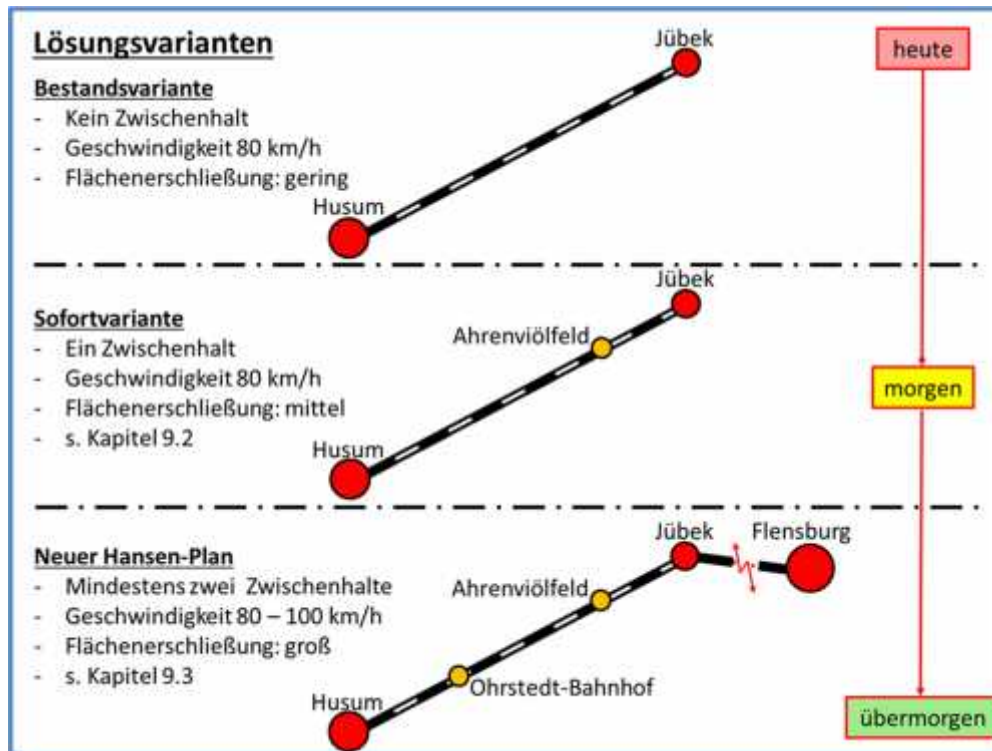 Lösungsvarianten
Jübek
heute
Bestandsvariante
- Kein Zwischenhalt
- Geschwindigkeit 80 km/h
- Flächenerschließung: gering
Husum
Jübek
Sofortvariante
Ahrenviölfeld
- Ein Zwischenhalt
- Geschwindigkeit 80 km/h
- Flächenerschließung: mittel
- s. Kapitel 9.2
morgen
Husum
Jübek
Flensburg
Neuer Hansen-Plan
- Mindestens zwei Zwischenhalte
Ahrenviölfeld
- Geschwindigkeit 80 – 100 km/h
- Flächenerschließung: groß
- s. Kapitel 9.3
Ohrstedt-Bahnhof
Husum
übermorgen